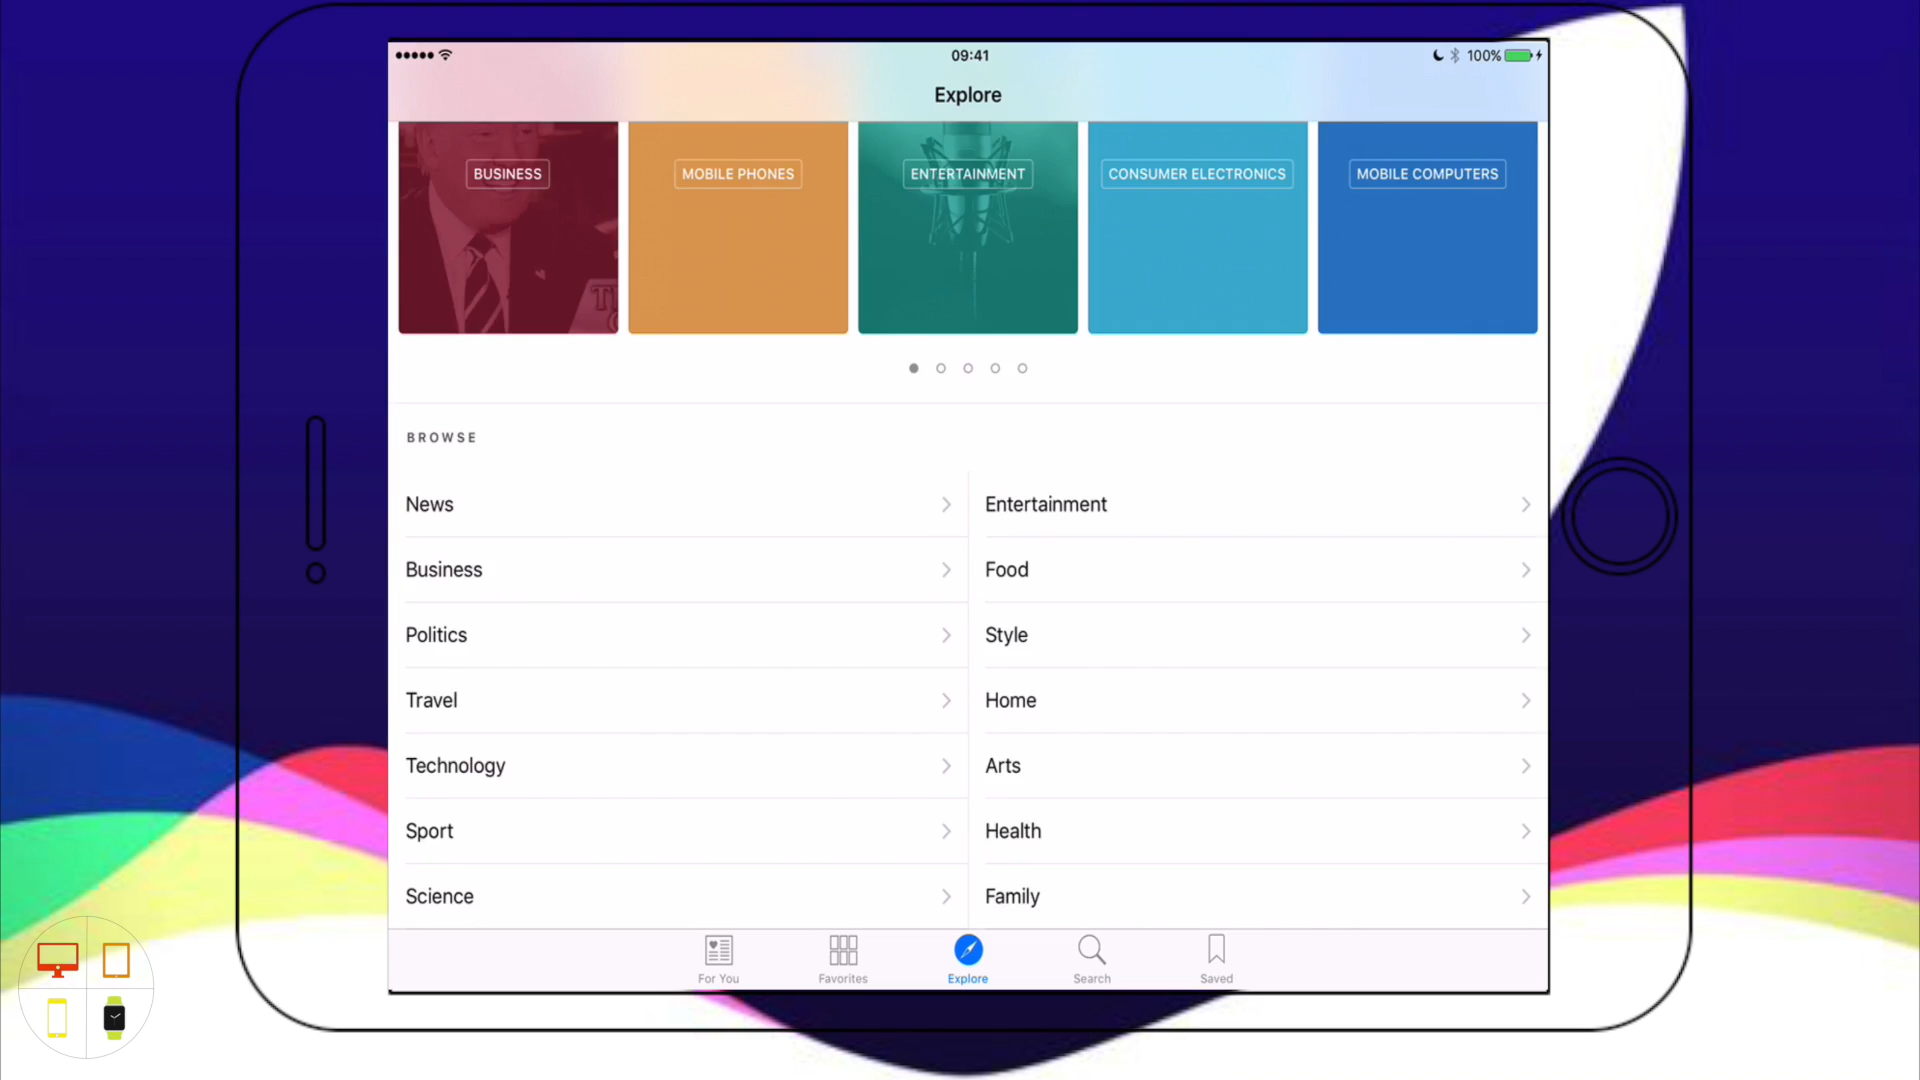 09:41
100%
Explore
BUSINESS
MOBILE PHONES
ENTERTAINMENT
CONSUMER ELECTRONICS
MOBILE COMPUTERS
BROWSE
News
Entertainment
Business
Food
Politics
Style
Travel
Home
Technology
Arts
Sport
Health
Science
Family
For You
Favorites
Explore
Search
Saved